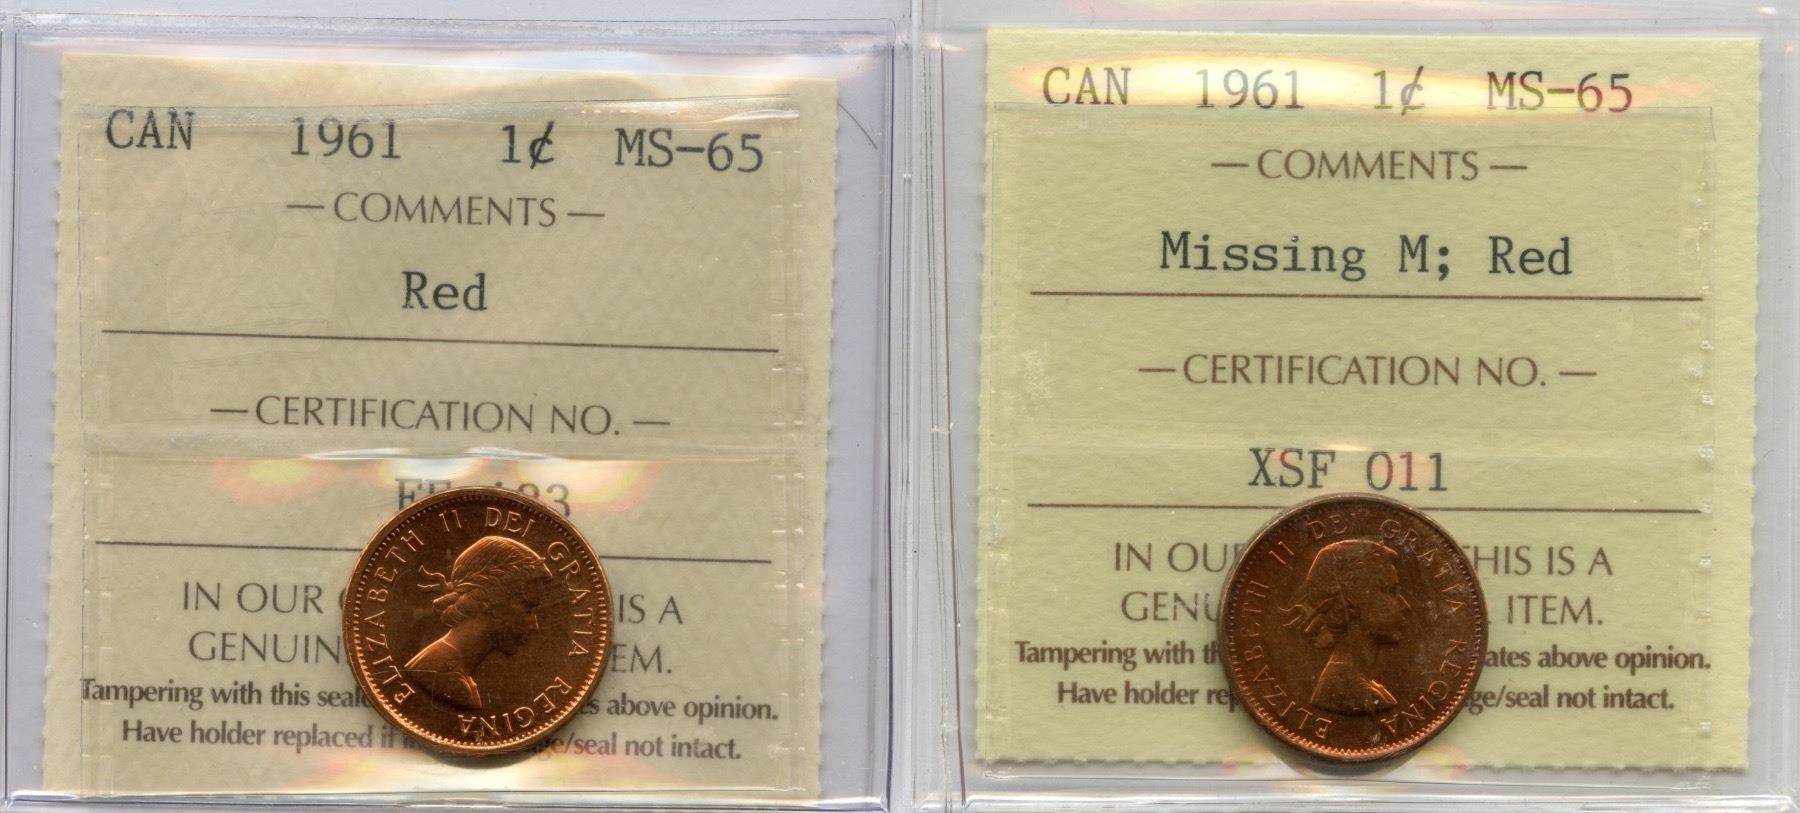 CAN 1961 1¢ MS-65
— COMMENTS —
Red
— CERTIFICATION NO. —
IN OUR IS A
GENUIN EM.
Tampering with this seal above opinion.
Have holder replaced if ge/seal not intact.
ELIZABETH II DEI GRATIA REGINA
CAN 1961 1¢ MS-65
— COMMENTS —
Missing M; Red
— CERTIFICATION NO. —
XSF 011
IN OU THIS IS A
GENU ITEM.
Tampering with th ates above opinion.
Have holder rep ge/seal not intact.
ELIZABETH II DEI GRATIA REGINA